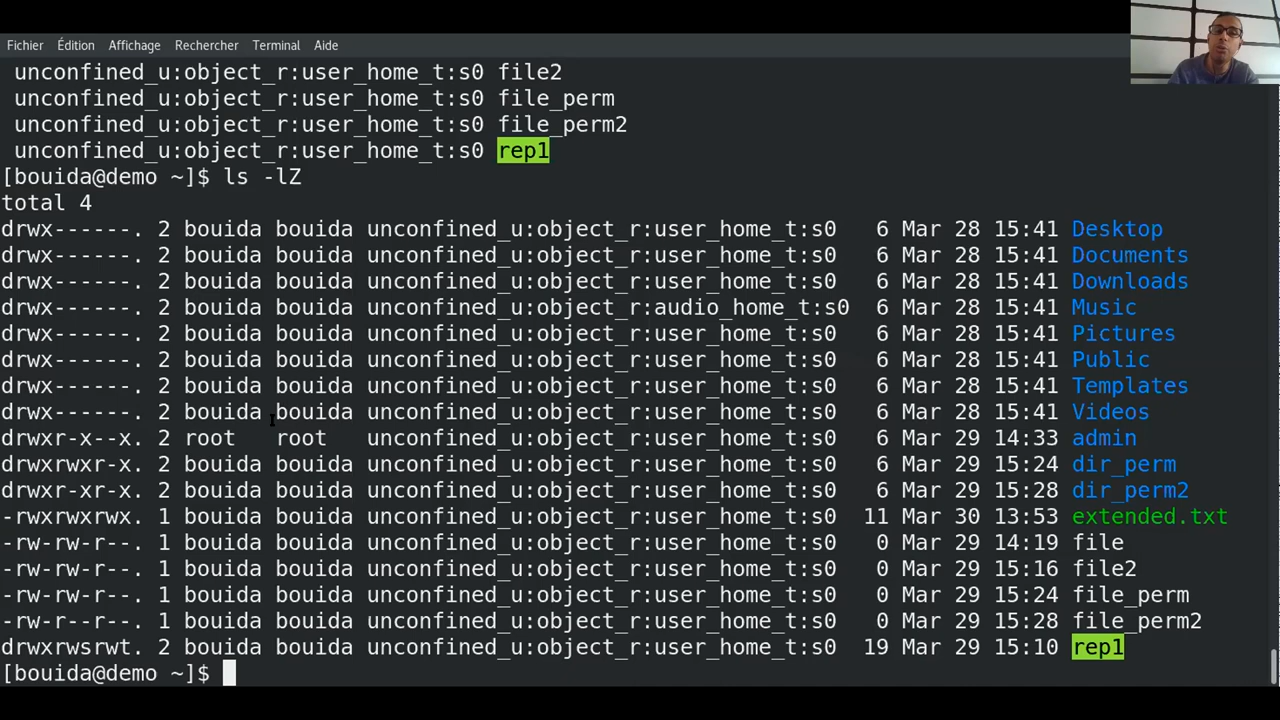 Fichier Édition Affichage Rechercher Terminal Aide
unconfined_u:object_r:user_home_t:s0 file2
unconfined_u:object_r:user_home_t:s0 file_perm
unconfined_u:object_r:user_home_t:s0 file_perm2
unconfined_u:object_r:user_home_t:s0 rep1
[bouida@demo ~]$ ls -lZ
total 4
drwx------. 2 bouida bouida unconfined_u:object_r:user_home_t:s0 6 Mar 28 15:41 Desktop
drwx------. 2 bouida bouida unconfined_u:object_r:user_home_t:s0 6 Mar 28 15:41 Documents
drwx------. 2 bouida bouida unconfined_u:object_r:user_home_t:s0 6 Mar 28 15:41 Downloads
drwx------. 2 bouida bouida unconfined_u:object_r:audio_home_t:s0 6 Mar 28 15:41 Music
drwx------. 2 bouida bouida unconfined_u:object_r:user_home_t:s0 6 Mar 28 15:41 Pictures
drwx------. 2 bouida bouida unconfined_u:object_r:user_home_t:s0 6 Mar 28 15:41 Public
drwx------. 2 bouida bouida unconfined_u:object_r:user_home_t:s0 6 Mar 28 15:41 Templates
drwx------. 2 bouida bouida unconfined_u:object_r:user_home_t:s0 6 Mar 28 15:41 Videos
drwxr-x--x. 2 root root unconfined_u:object_r:user_home_t:s0 6 Mar 29 14:33 admin
drwxrwxr-x. 2 bouida bouida unconfined_u:object_r:user_home_t:s0 6 Mar 29 15:24 dir_perm
drwxr-xr-x. 2 bouida bouida unconfined_u:object_r:user_home_t:s0 6 Mar 29 15:28 dir_perm2
-rwxrwxrwx. 1 bouida bouida unconfined_u:object_r:user_home_t:s0 11 Mar 30 13:53 extended.txt
-rw-rw-r--. 1 bouida bouida unconfined_u:object_r:user_home_t:s0 0 Mar 29 14:19 file
-rw-rw-r--. 1 bouida bouida unconfined_u:object_r:user_home_t:s0 0 Mar 29 15:16 file2
-rw-rw-r--. 1 bouida bouida unconfined_u:object_r:user_home_t:s0 0 Mar 29 15:24 file_perm
-rw-r--r--. 1 bouida bouida unconfined_u:object_r:user_home_t:s0 0 Mar 29 15:28 file_perm2
drwxrwsrwt. 2 bouida bouida unconfined_u:object_r:user_home_t:s0 19 Mar 29 15:10 rep1
[bouida@demo ~]$